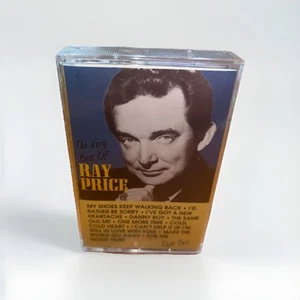 The Very
Best Of
RAY
PRICE
MY SHOES KEEP WALKING BACK • I'D
RATHER BE SORRY • I'VE GOT A NEW
HEARTACHE • DANNY BOY • THE SAME
OLD ME • ONE MORE TIME • COLD,
COLD HEART • I CAN'T HELP IT (IF I'M
STILL IN LOVE WITH YOU) • MAKE THE
WORLD GO AWAY • FOR THE
GOOD TIMES
Tape Two